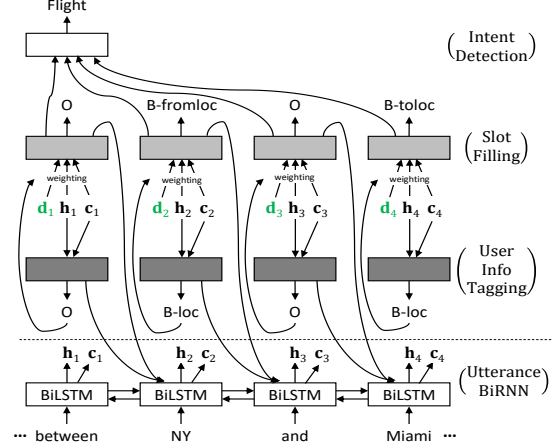 Flight
(Intent
Detection)
O B-fromloc O B-toloc
(Slot
Filling)
weighting weighting weighting weighting
d1 h1 c1 d2 h2 c2 d3 h3 c3 d4 h4 c4
(User
Info
Tagging)
O B-loc O B-loc
h1 c1 h2 c2 h3 c3 h4 c4
(Utterance
BiRNN)
BiLSTM BiLSTM BiLSTM BiLSTM
··· between NY and Miami ···